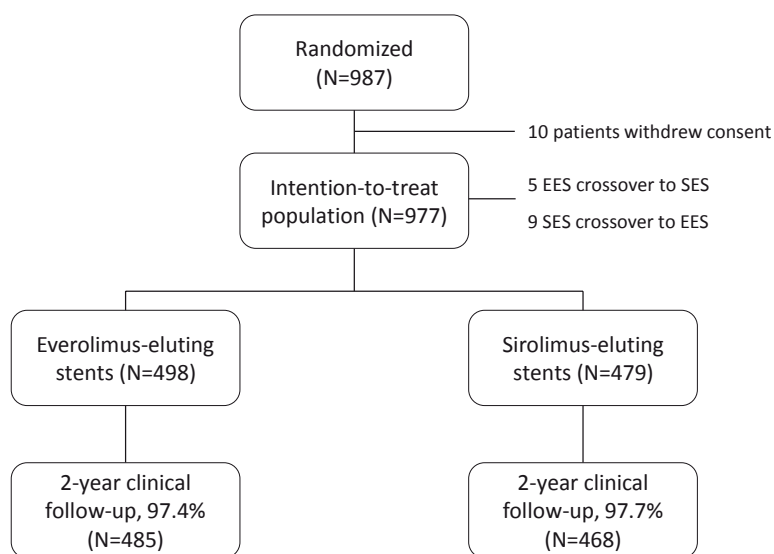 Randomized
(N=987)
10 patients withdrew consent
Intention-to-treat
population (N=977)
5 EES crossover to SES
9 SES crossover to EES
Everolimus-eluting
stents (N=498)
Sirolimus-eluting
stents (N=479)
2-year clinical
follow-up, 97.4%
(N=485)
2-year clinical
follow-up, 97.7%
(N=468)